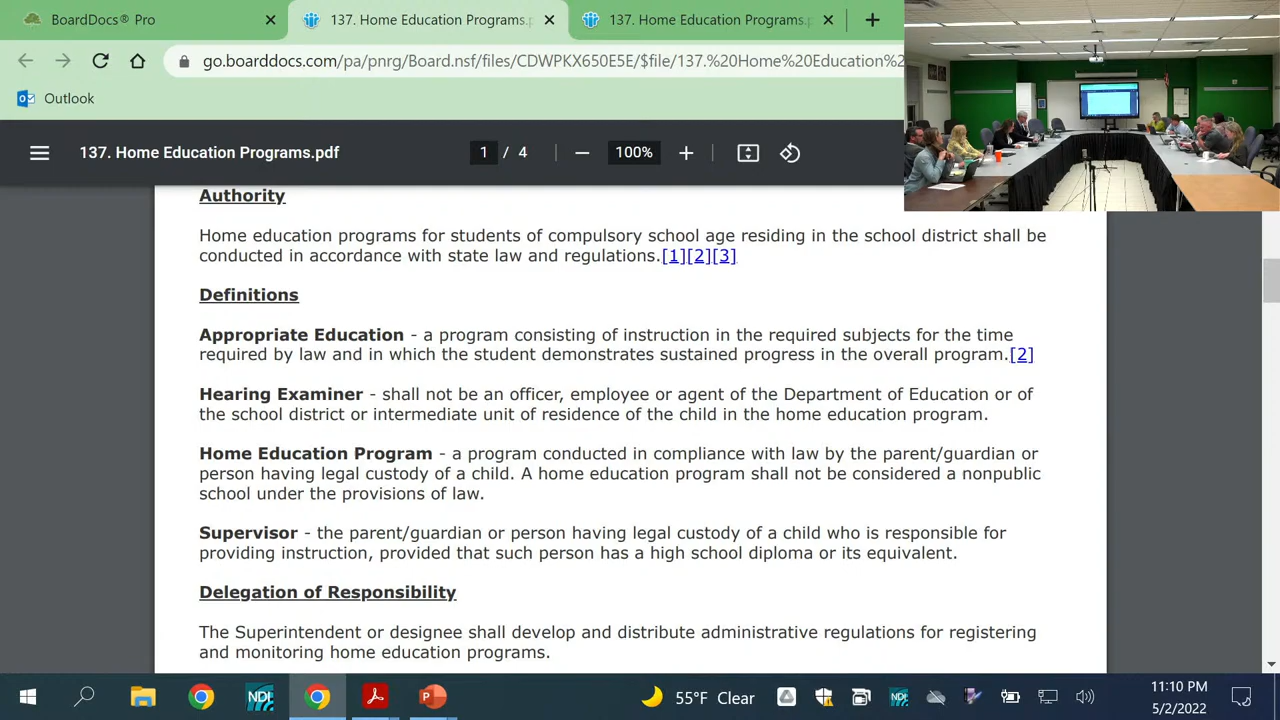 BoardDocs® Pro
137. Home Education Programs.p
137. Home Education Programs.p
go.boarddocs.com/pa/pnrg/Board.nsf/files/CDWPKX650E5E/$file/137.%20Home%20Education%
Outlook
137. Home Education Programs.pdf
1 / 4
100%
Authority
Home education programs for students of compulsory school age residing in the school district shall be
conducted in accordance with state law and regulations.[1][2][3]
Definitions
Appropriate Education - a program consisting of instruction in the required subjects for the time
required by law and in which the student demonstrates sustained progress in the overall program.[2]
Hearing Examiner - shall not be an officer, employee or agent of the Department of Education or of
the school district or intermediate unit of residence of the child in the home education program.
Home Education Program - a program conducted in compliance with law by the parent/guardian or
person having legal custody of a child. A home education program shall not be considered a nonpublic
school under the provisions of law.
Supervisor - the parent/guardian or person having legal custody of a child who is responsible for
providing instruction, provided that such person has a high school diploma or its equivalent.
Delegation of Responsibility
The Superintendent or designee shall develop and distribute administrative regulations for registering
and monitoring home education programs.
NDI
55°F Clear
NDI
11:10 PM
5/2/2022